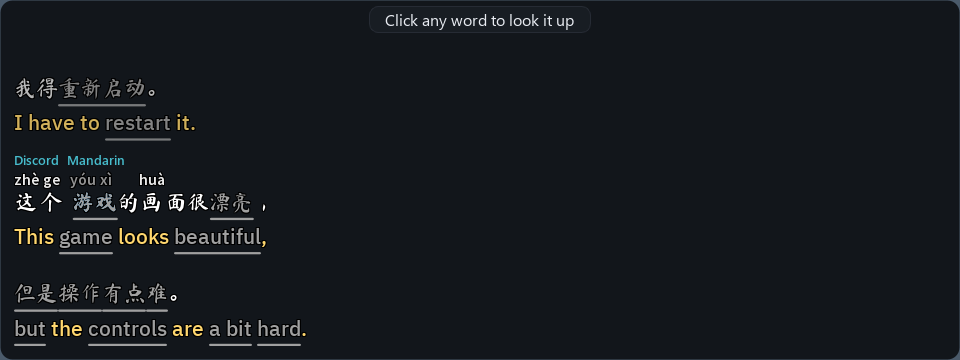 Click any word to look it up
我得重新启动。
I have to restart it.
Discord Mandarin
zhè ge yóu xì huà
这个 游戏的画面很漂亮，
This game looks beautiful,
但是操作有点难。
but the controls are a bit hard.